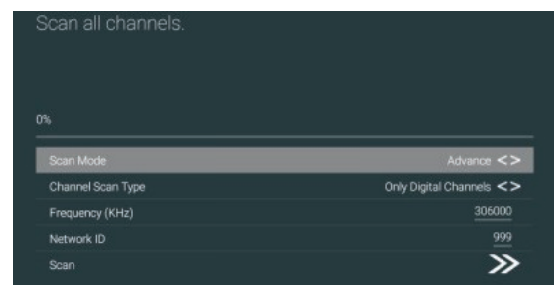 Scan all channels.
0%
Scan Mode Advance <>
Channel Scan Type Only Digital Channels <>
Frequency (KHz) 306000
Network ID 999
Scan